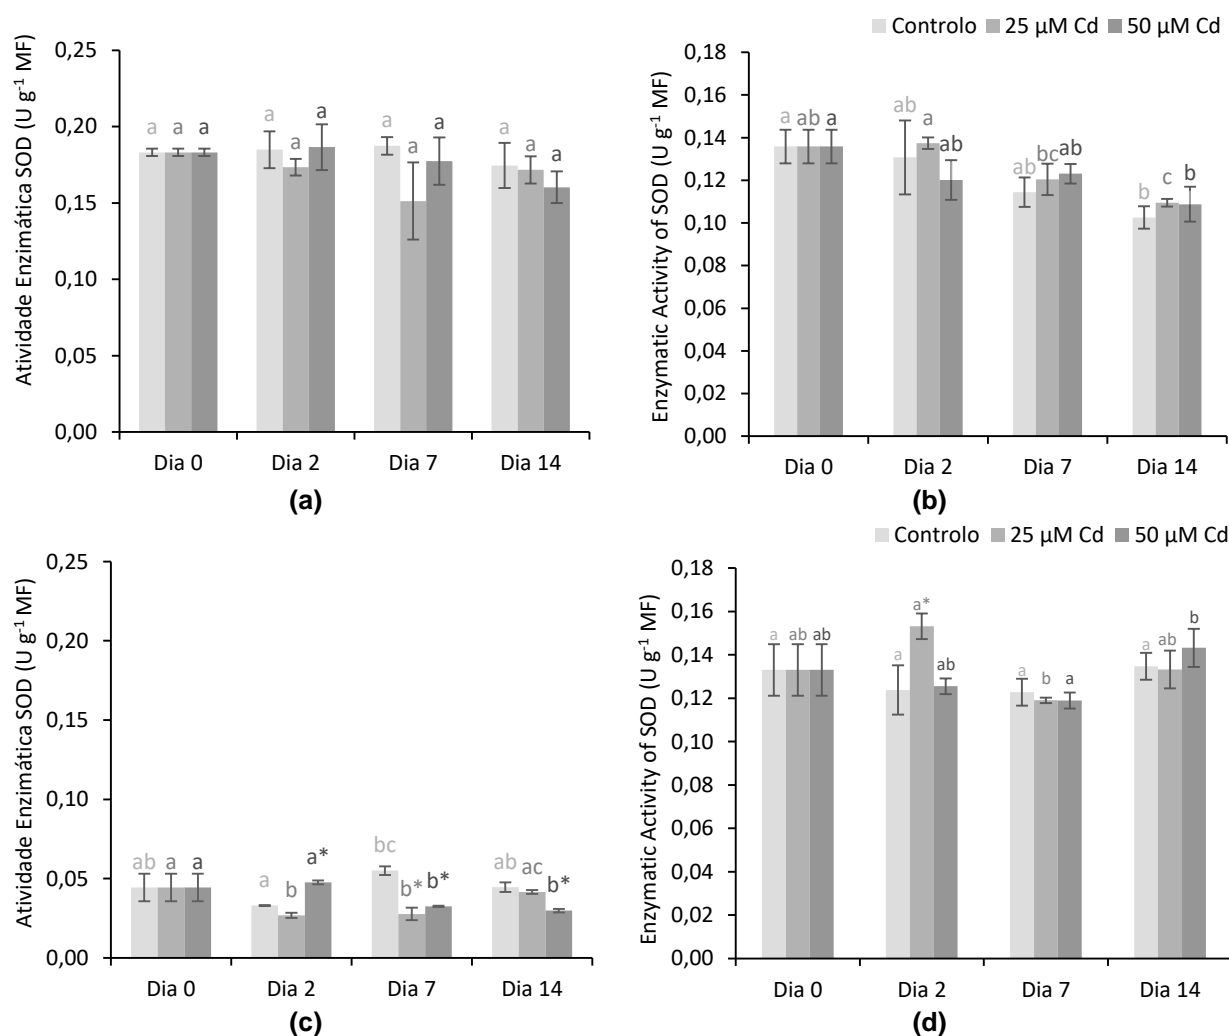 Atividade Enzimática SOD (U g⁻¹ MF)
0,25
0,20
0,15
0,10
0,05
0,00
a a a
a a a
a a a
a a a
Dia 0 Dia 2 Dia 7 Dia 14
(a)
Controlo 25 µM Cd 50 µM Cd
Enzymatic Activity of SOD (U g⁻¹ MF)
0,18
0,16
0,14
0,12
0,10
0,08
0,06
0,04
0,02
0,00
a ab a
ab a ab
ab bc ab
b c b
Dia 0 Dia 2 Dia 7 Dia 14
(b)
Atividade Enzimática SOD (U g⁻¹ MF)
0,25
0,20
0,15
0,10
0,05
0,00
ab a a
a b a*
bc b* b*
ab ac b*
Dia 0 Dia 2 Dia 7 Dia 14
(c)
Controlo 25 µM Cd 50 µM Cd
Enzymatic Activity of SOD (U g⁻¹ MF)
0,18
0,16
0,14
0,12
0,10
0,08
0,06
0,04
0,02
0,00
a ab ab
a a* ab
a b a
a ab b
Dia 0 Dia 2 Dia 7 Dia 14
(d)